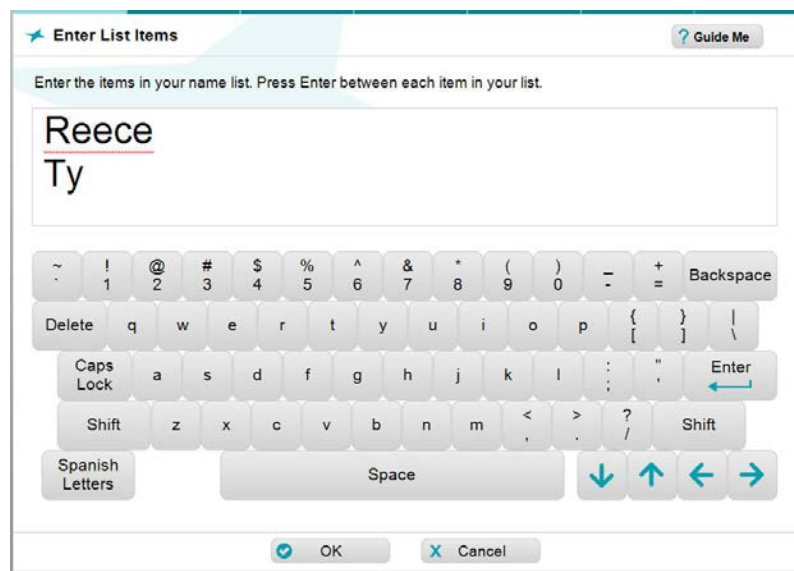 Enter List Items
? Guide Me
Enter the items in your name list. Press Enter between each item in your list.
Reece
Ty
~ ! @ # $ % ^ & * ( ) _ +
` 1 2 3 4 5 6 7 8 9 0 - = Backspace
Delete q w e r t y u i o p { [ } ] | \
Caps Lock a s d f g h j k l : ; " ' Enter
Shift z x c v b n m < , > . ? / Shift
Spanish Letters Space
OK X Cancel